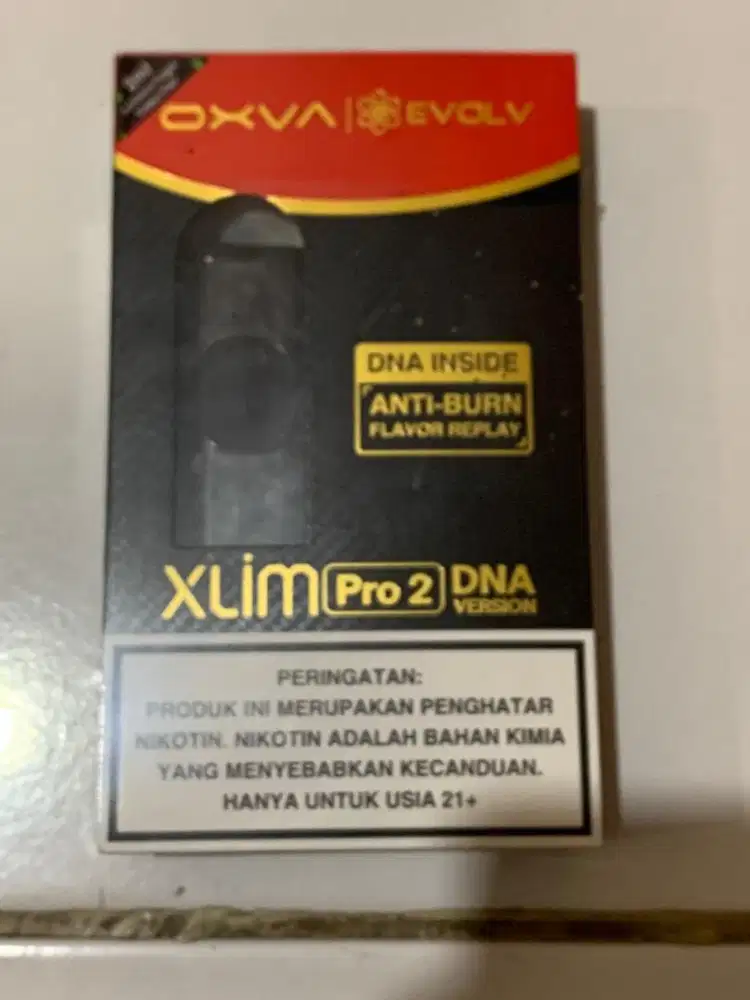 OXVA | EVOLV
DNA INSIDE
ANTI-BURN
FLAVOR REPLAY
XLIM Pro 2 DNA
VERSION
PERINGATAN:
PRODUK INI MERUPAKAN PENGHATAR
NIKOTIN. NIKOTIN ADALAH BAHAN KIMIA
YANG MENYEBABKAN KECANDUAN.
HANYA UNTUK USIA 21+